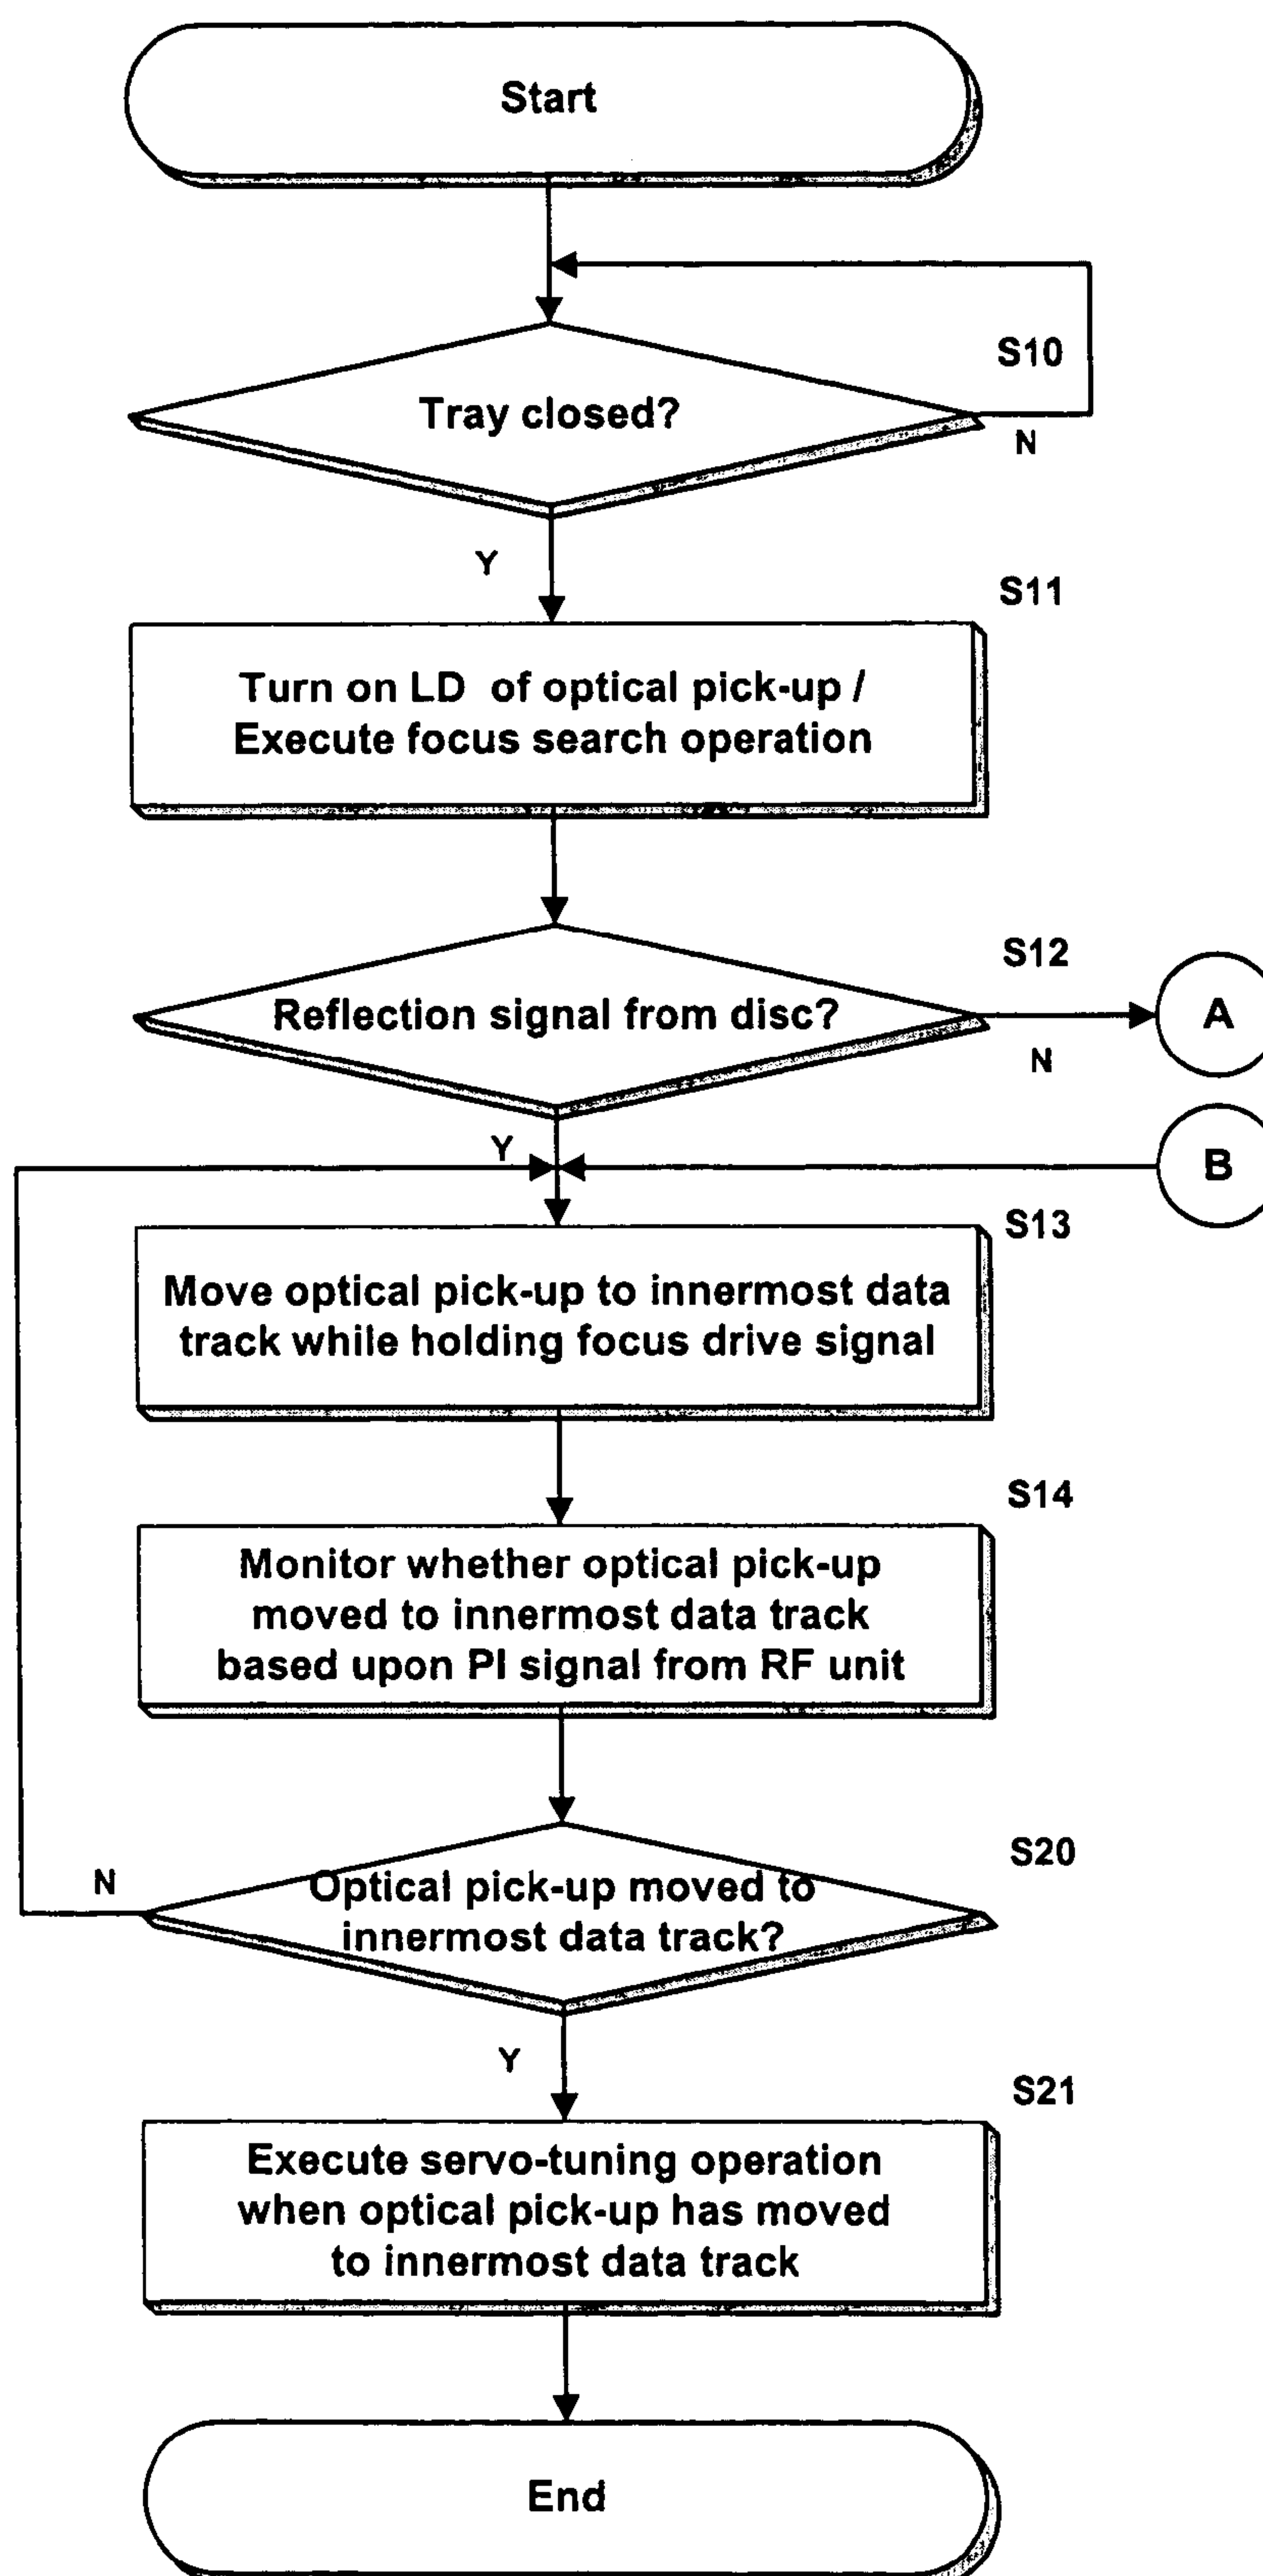 Start
S10
Tray closed?
N
Y
S11
Turn on LD of optical pick-up /
Execute focus search operation
S12
Reflection signal from disc?
A
N
Y
B
S13
Move optical pick-up to innermost data
track while holding focus drive signal
S14
Monitor whether optical pick-up
moved to innermost data track
based upon PI signal from RF unit
S20
N
Optical pick-up moved to
innermost data track?
Y
S21
Execute servo-tuning operation
when optical pick-up has moved
to innermost data track
End